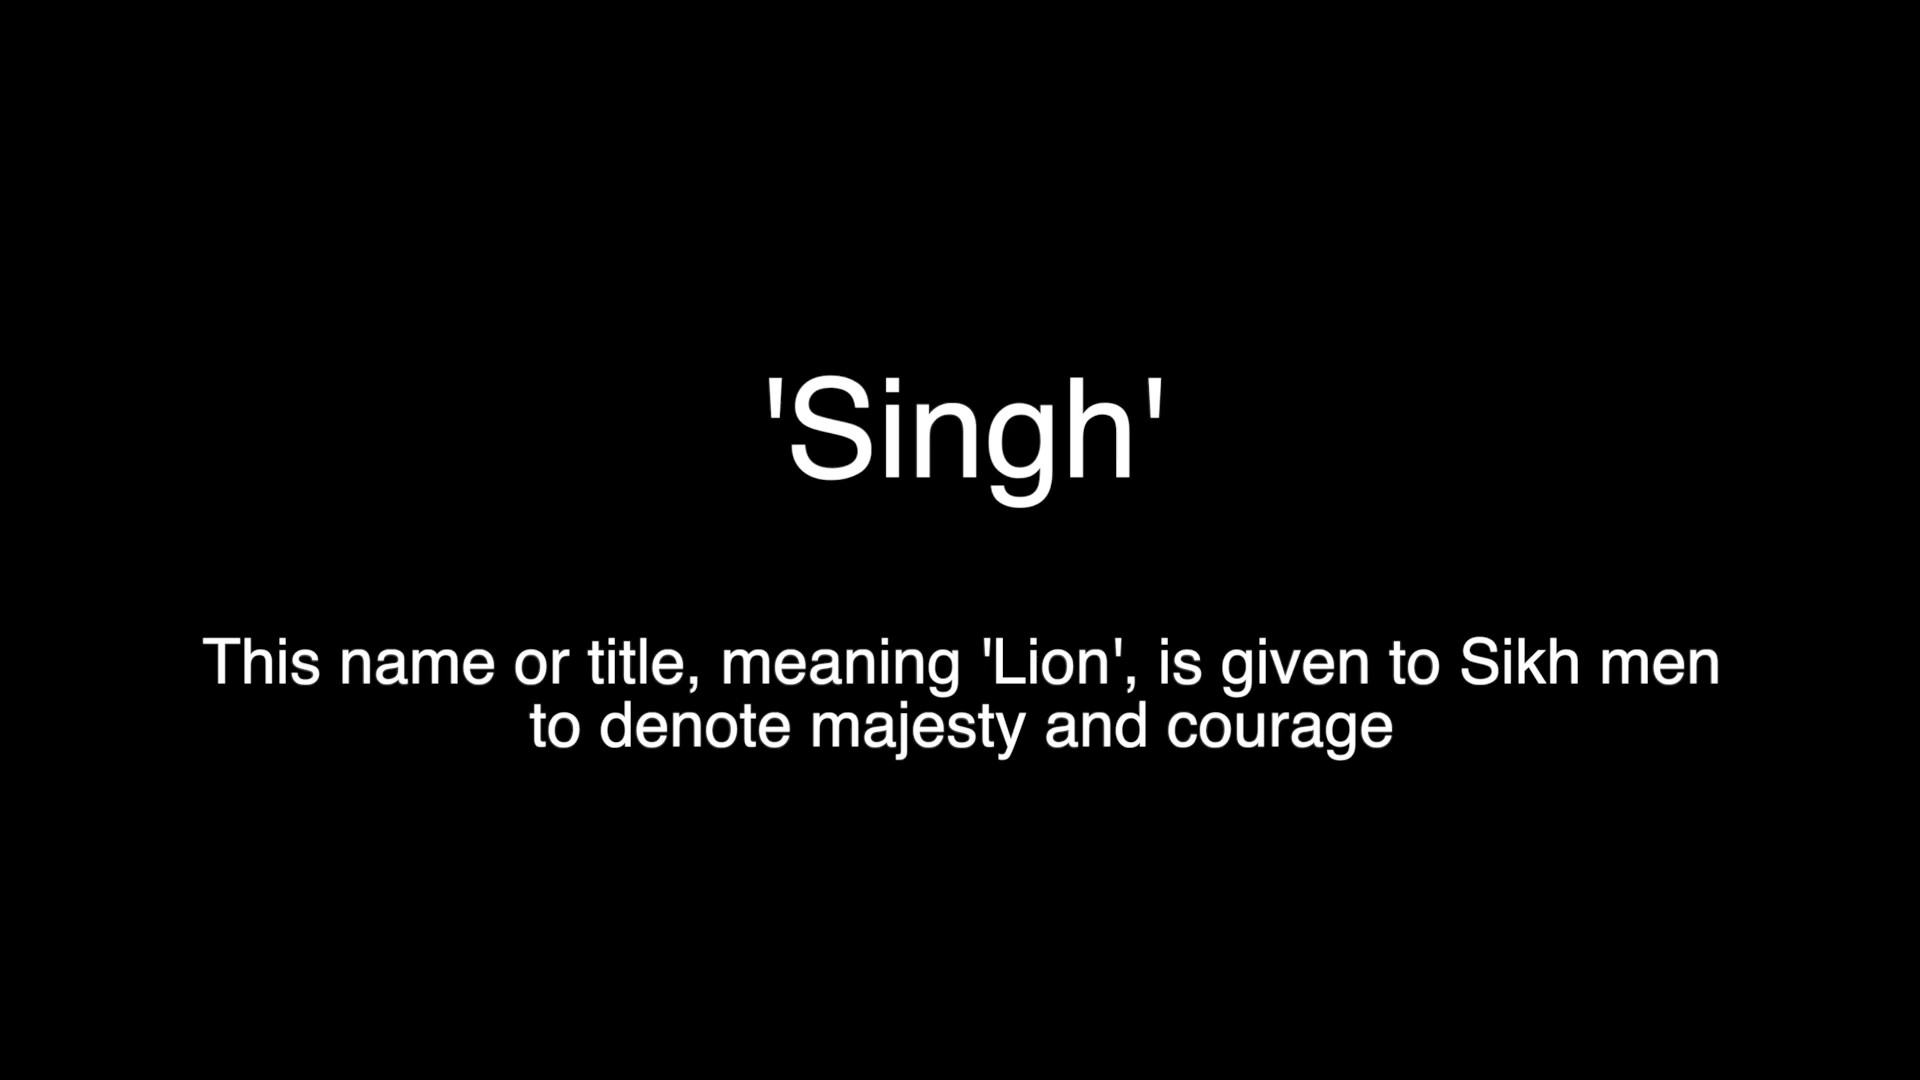 'Singh'
This name or title, meaning 'Lion', is given to Sikh men
to denote majesty and courage